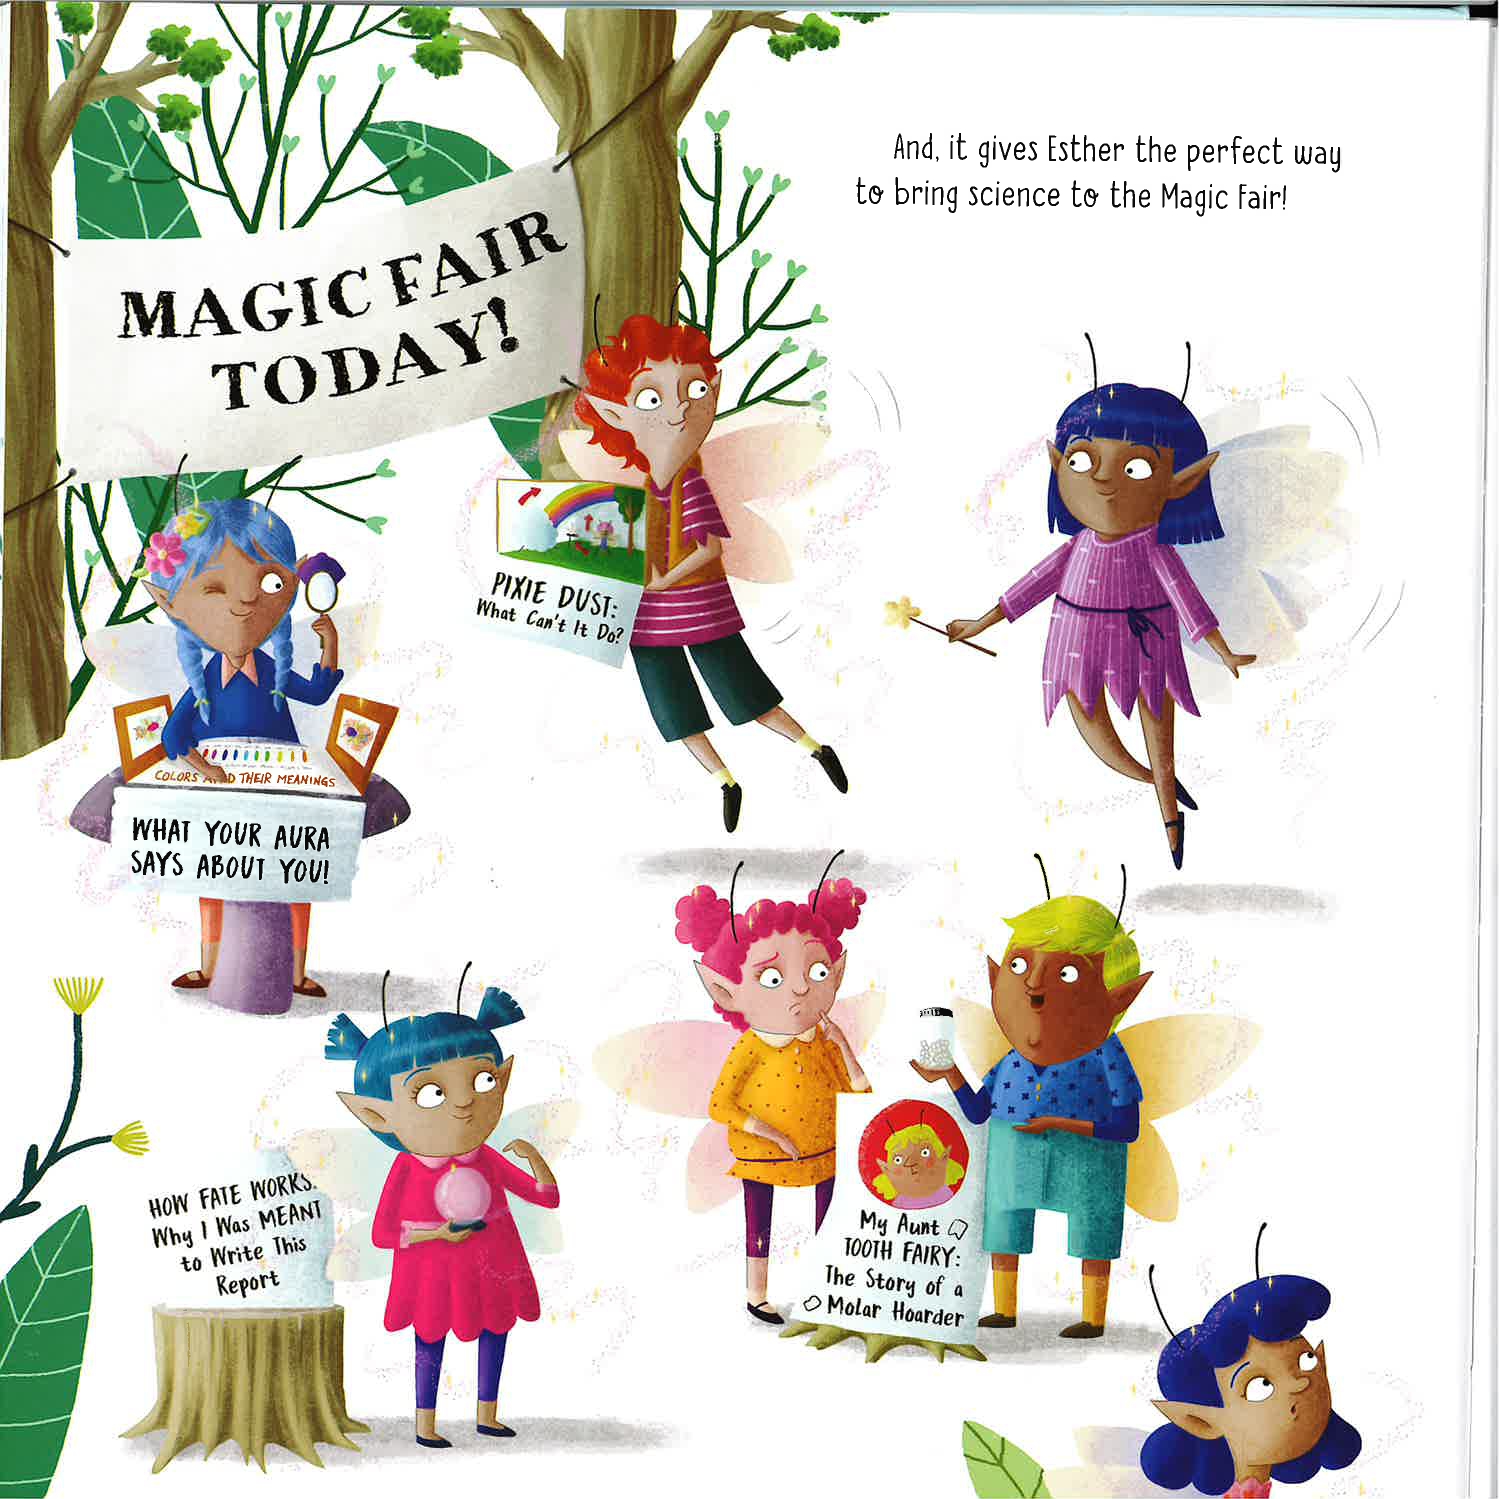 And, it gives Esther the perfect way
to bring science to the Magic Fair!
MAGIC FAIR
TODAY!
PIXIE DUST:
What Can't It Do?
COLORS A D THEIR MEANINGS
WHAT YOUR AURA
SAYS ABOUT YOU!
HOW FATE WORKS:
Why I Was MEANT
to Write This
Report
My Aunt
TOOTH FAIRY:
The Story of a
Molar Hoarder